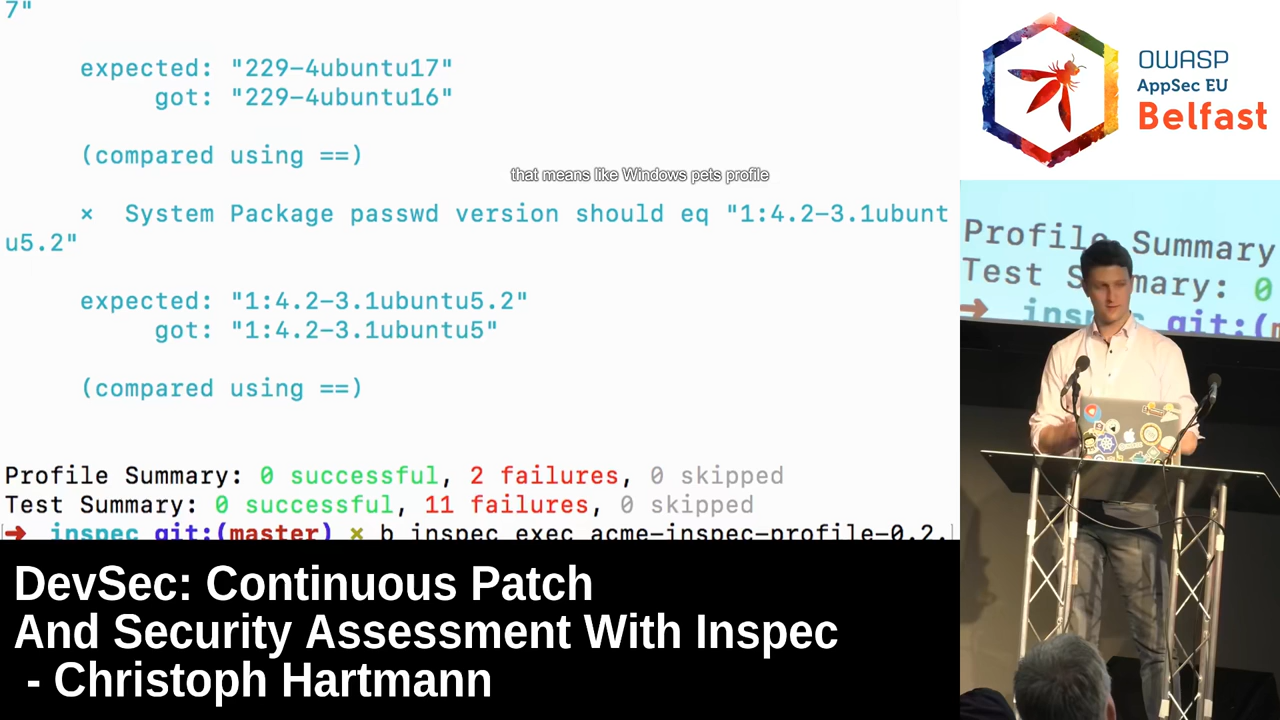 7"
expected: "229-4ubuntu17"
got: "229-4ubuntu16"
(compared using ==)
that means like Windows pets profile
× System Package passwd version should eq "1:4.2-3.1ubunt
u5.2"
expected: "1:4.2-3.1ubuntu5.2"
got: "1:4.2-3.1ubuntu5"
(compared using ==)
Profile Summary: 0 successful, 2 failures, 0 skipped
Test Summary: 0 successful, 11 failures, 0 skipped
➜ inspec git:(master) × b inspec exec acme-inspec-profile-0.2.
OWASP
AppSec EU
Belfast
Profile Summary
Test Summary: 0
➜ inspec git:(m
DevSec: Continuous Patch
And Security Assessment With Inspec
- Christoph Hartmann